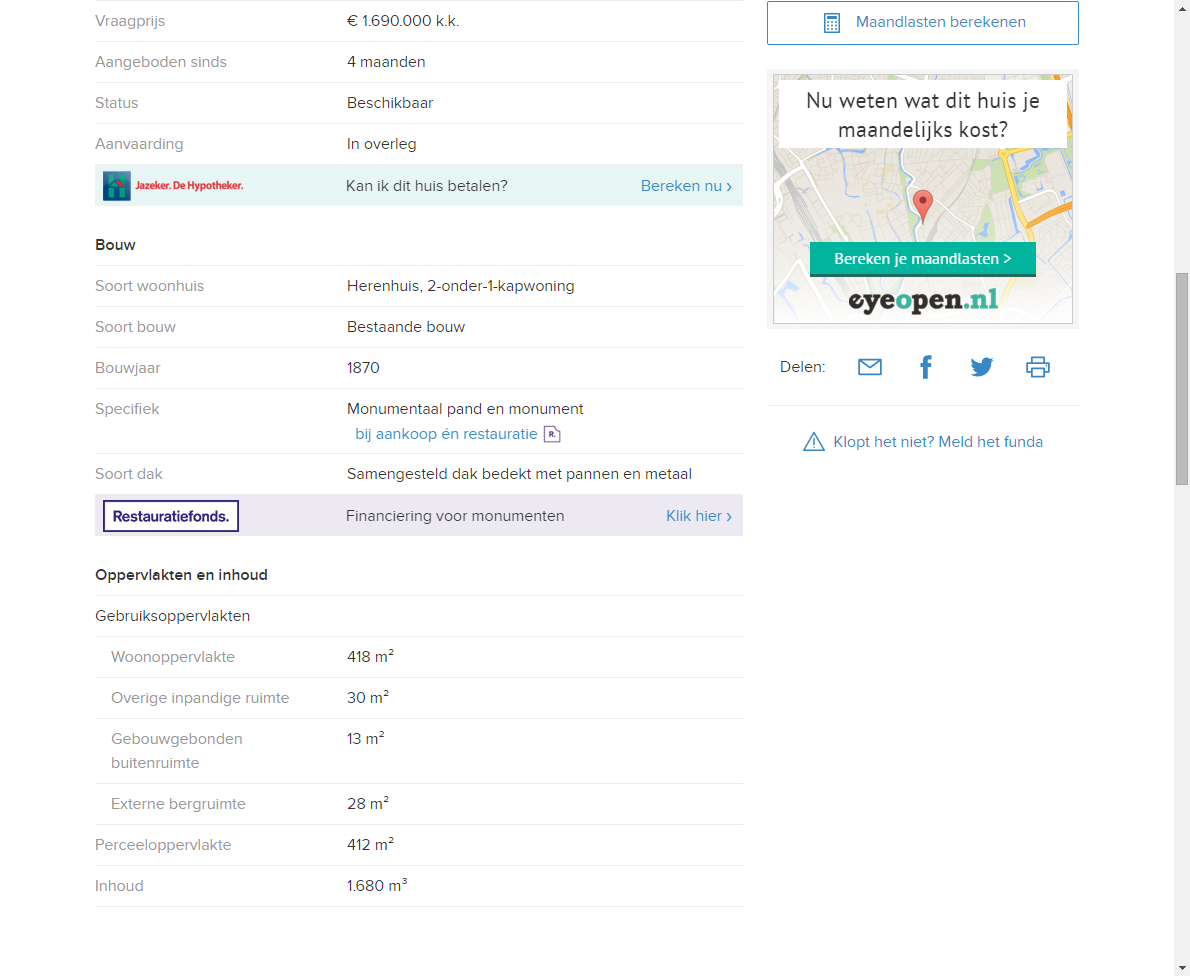 Vraagprijs € 1.690.000 k.k.
Aangeboden sinds 4 maanden
Status Beschikbaar
Aanvaarding In overleg
Jazeker. De Hypotheker. Kan ik dit huis betalen? Bereken nu ›
Bouw
Soort woonhuis Herenhuis, 2-onder-1-kapwoning
Soort bouw Bestaande bouw
Bouwjaar 1870
Specifiek Monumentaal pand en monument
bij aankoop én restauratie R.
Soort dak Samengesteld dak bedekt met pannen en metaal
Restauratiefonds. Financiering voor monumenten Klik hier ›
Oppervlakten en inhoud
Gebruiksoppervlakten
Woonoppervlakte 418 m²
Overige inpandige ruimte 30 m²
Gebouwgebonden 13 m²
buitenruimte
Externe bergruimte 28 m²
Perceeloppervlakte 412 m²
Inhoud 1.680 m³
Maandlasten berekenen
Nu weten wat dit huis je
maandelijks kost?
Bereken je maandlasten >
eyeopen.nl
Delen:
Klopt het niet? Meld het funda